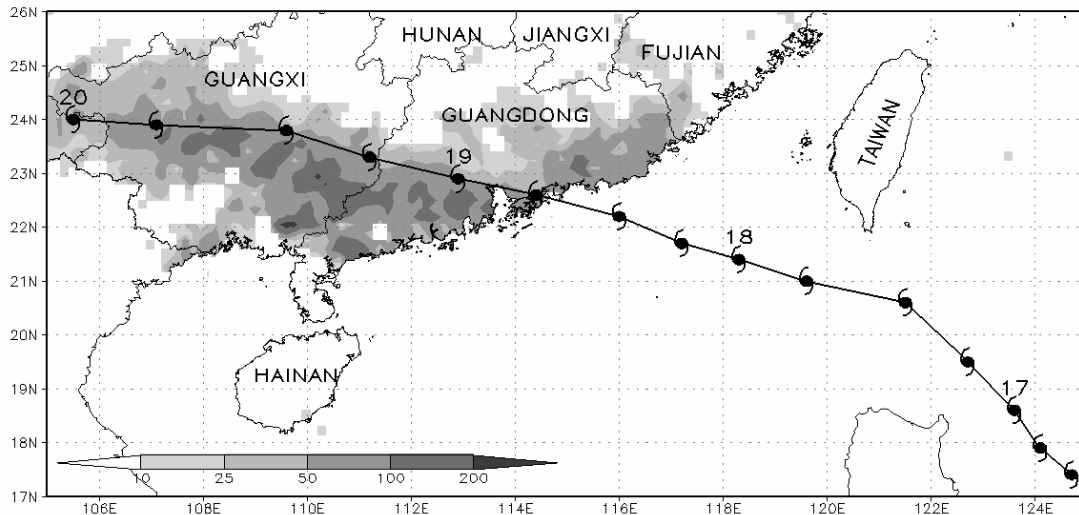 26N
HUNAN
JIANGXI
FUJIAN
25N
GUANGXI
20
24N
GUANGDONG
TAIWAN
19
23N
22N
18
21N
20N
HAINAN
19N
17
18N
10 25 50 100 200
17N
106E 108E 110E 112E 114E 116E 118E 120E 122E 124E